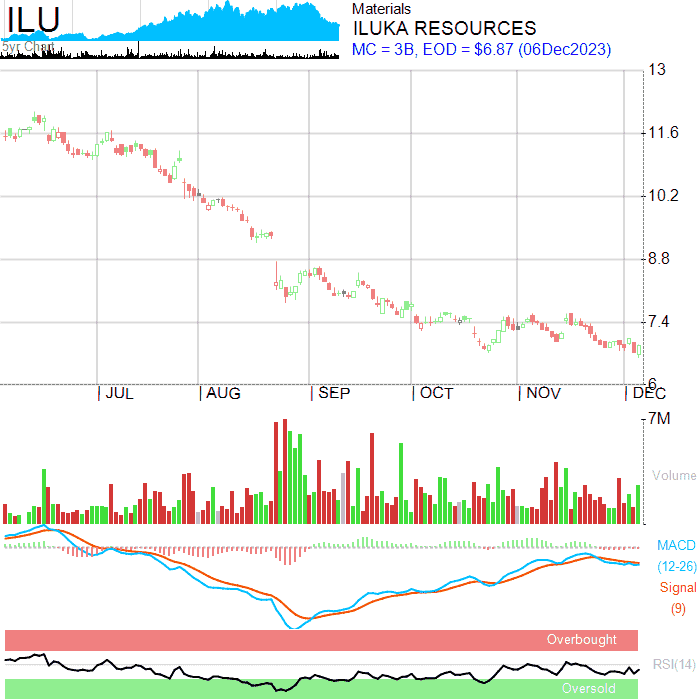 ILU
5yr Chart
Materials
ILUKA RESOURCES
MC = 3B, EOD = $6.87 (06Dec2023)
13
11.6
10.2
8.8
7.4
6
JUL AUG SEP OCT NOV DEC
7M
Volume
MACD
(12-26)
Signal
(9)
Overbought
RSI(14)
Oversold